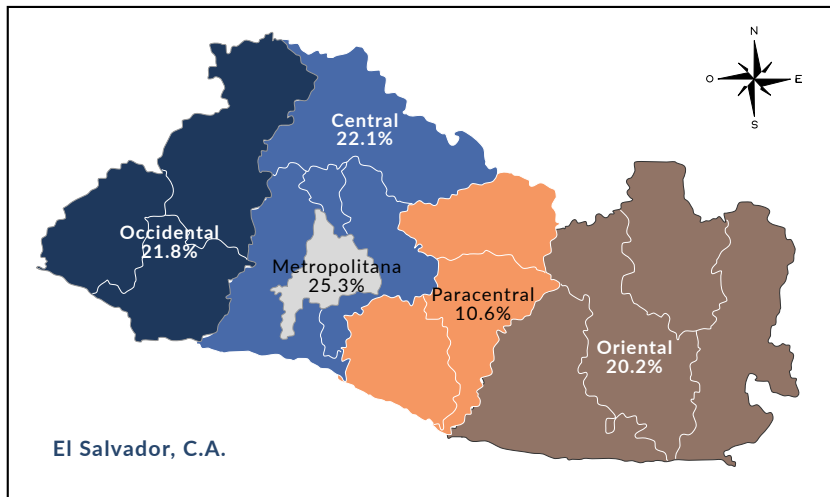 N
O
E
S
Central
22.1%
Occidental
21.8%
Metropolitana
25.3%
Paracentral
10.6%
Oriental
20.2%
El Salvador, C.A.